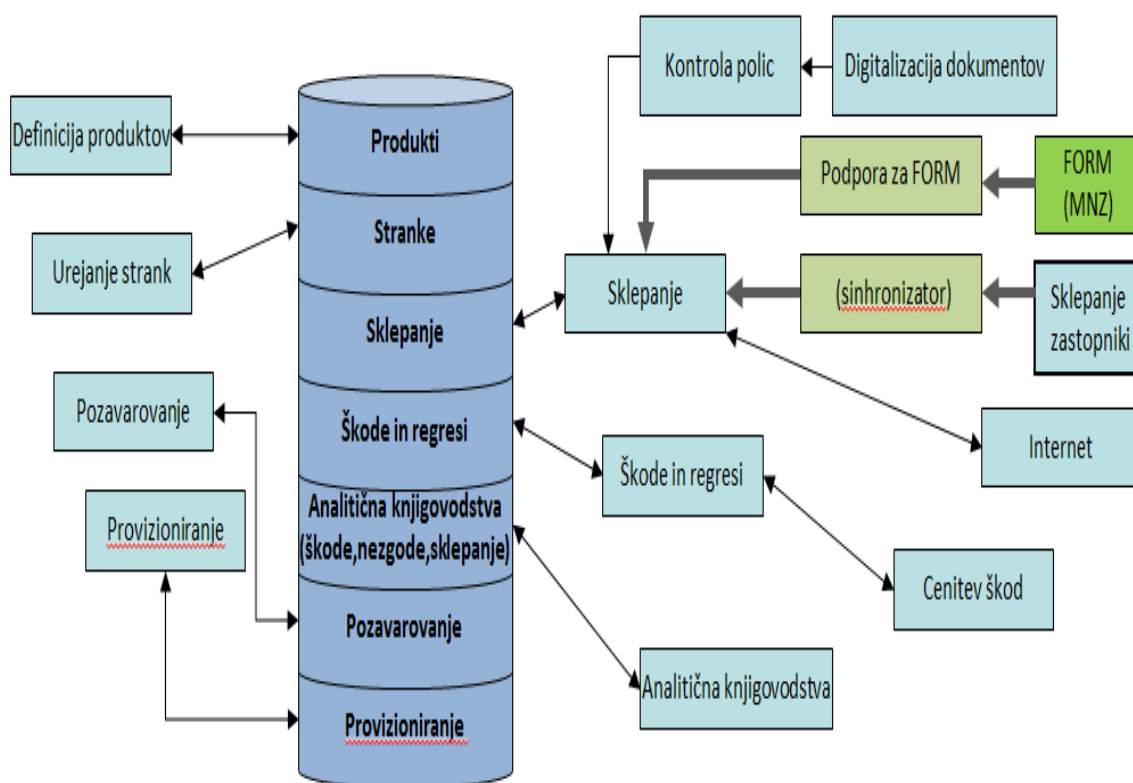 Kontrola polic
Digitalizacija dokumentov
Definicija produktov
Produkti
Podpora za FORM
FORM
(MNZ)
Stranke
Urejanje strank
Sklepanje
(sinhronizator)
Sklepanje
zastopniki
Sklepanje
Pozavarovanje
Škode in regresi
Internet
Škode in regresi
Analitična knjigovodstva
(škode,nezgode,sklepanje)
Provizioniranje
Cenitev škod
Pozavarovanje
Analitična knjigovodstva
Provizioniranje